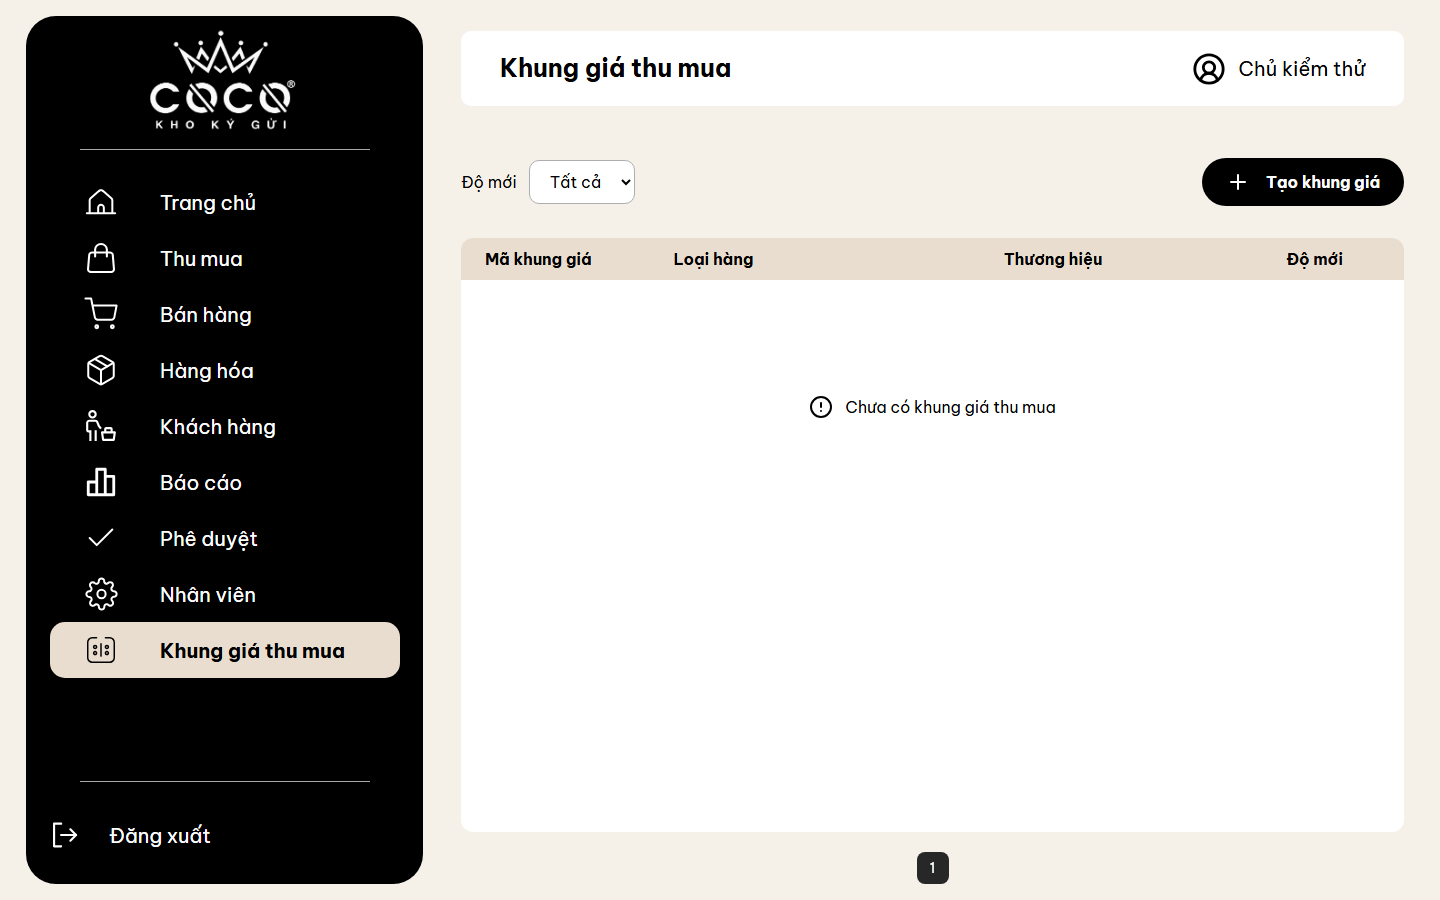 COCO®
KHO KÝ GỬI
Trang chủ
Thu mua
Bán hàng
Hàng hóa
Khách hàng
Báo cáo
Phê duyệt
Nhân viên
Khung giá thu mua
Đăng xuất
Khung giá thu mua
Chủ kiểm thử
Độ mới
Tất cả
Tạo khung giá
Mã khung giá Loại hàng Thương hiệu Độ mới
Chưa có khung giá thu mua
1